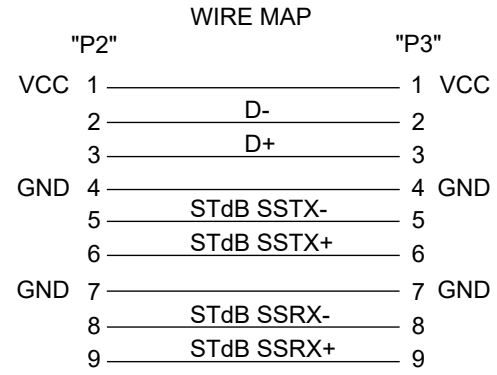 WIRE MAP
"P2" "P3"
VCC 1 1 VCC
D-
2 2
D+
3 3
GND 4 4 GND
STdB SSTX-
5 5
STdB SSTX+
6 6
GND 7 7 GND
STdB SSRX-
8 8
STdB SSRX+
9 9